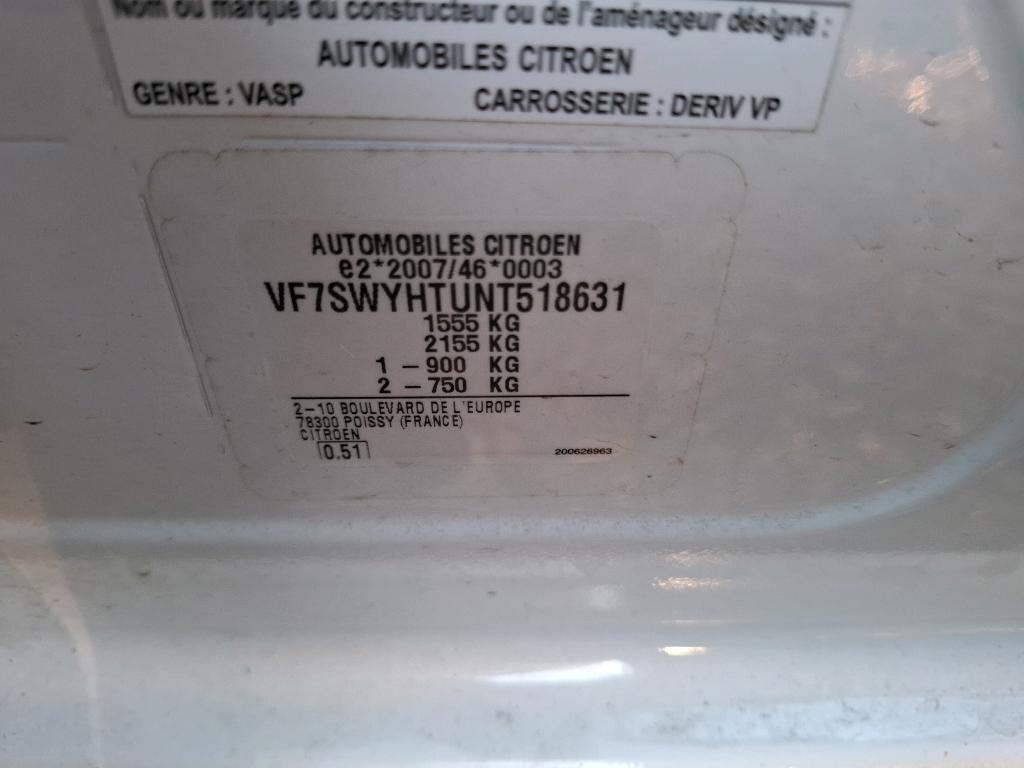 Nom ou marque du constructeur ou de l'aménageur désigné :
AUTOMOBILES CITROEN
GENRE : VASP CARROSSERIE : DERIV VP
AUTOMOBILES CITROEN
e2*2007/46*0003
VF7SWYHTUNT518631
1555 KG
2155 KG
1 – 900 KG
2 – 750 KG
2–10 BOULEVARD DE L'EUROPE
78300 POISSY (FRANCE)
CITROEN
0.51 200626963